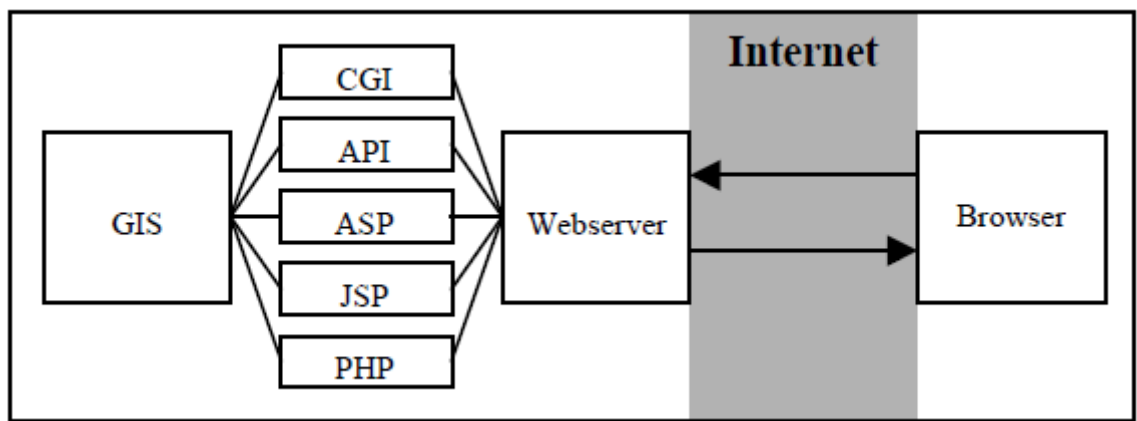 Internet
CGI
API
ASP
JSP
PHP
GIS
Webserver
Browser